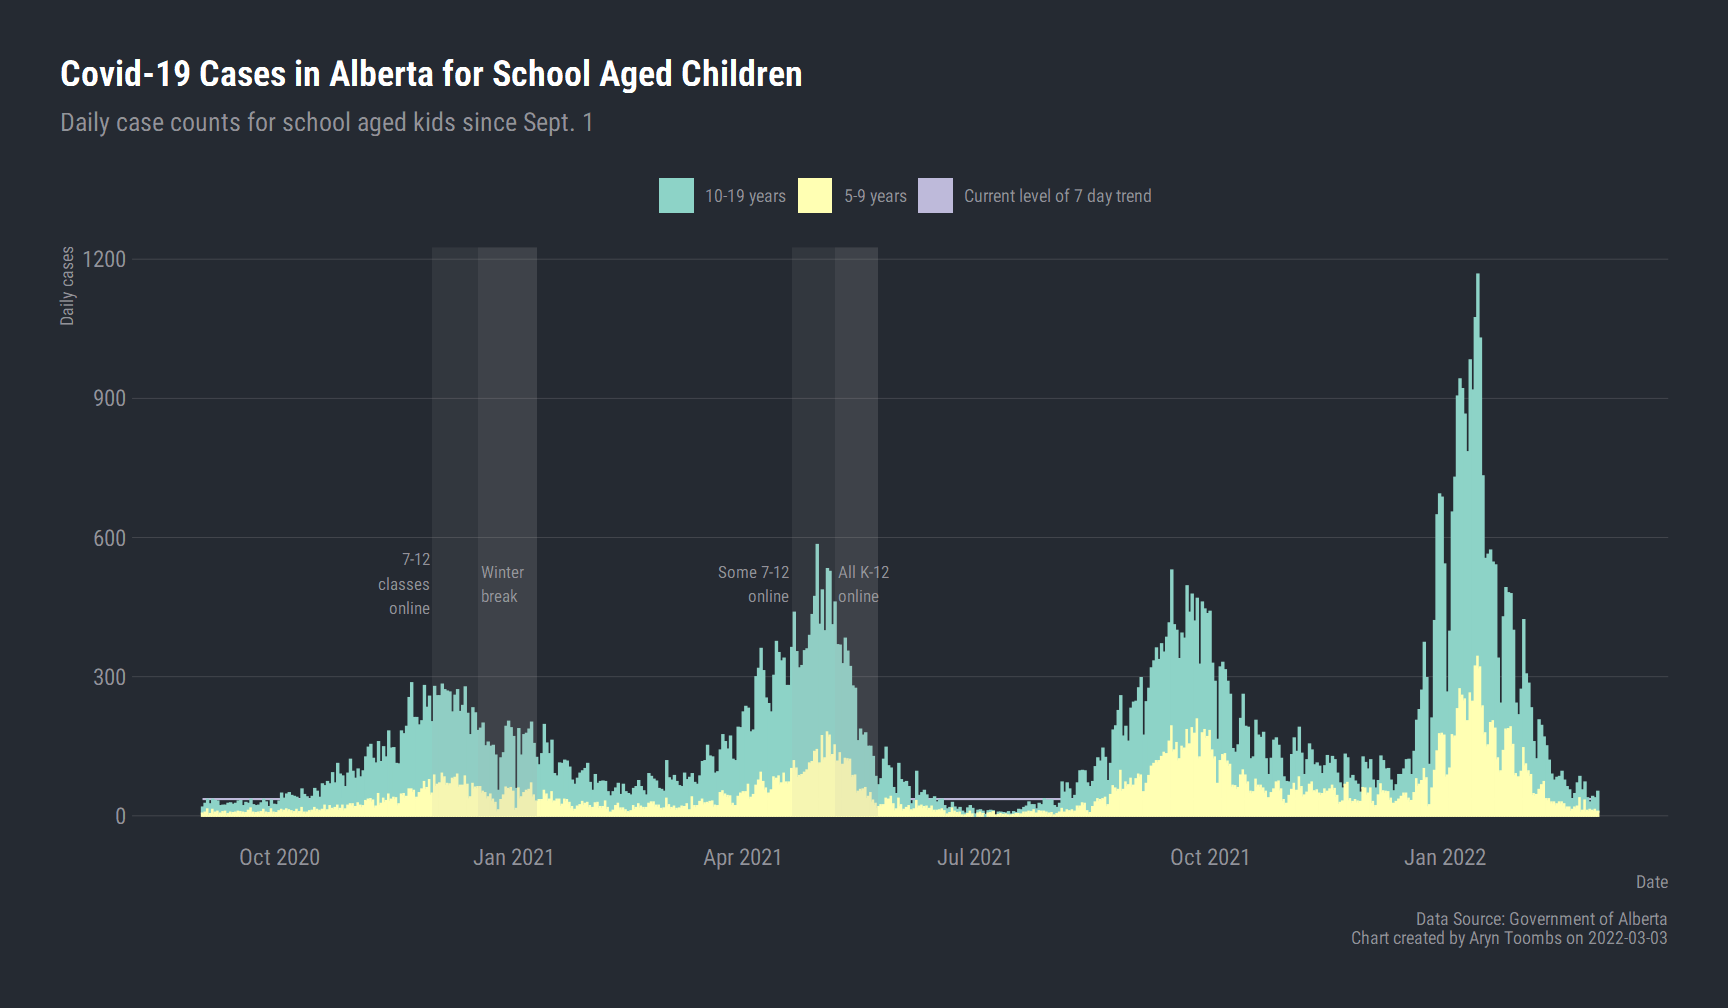 Covid-19 Cases in Alberta for School Aged Children
Daily case counts for school aged kids since Sept. 1
10-19 years
5-9 years
Current level of 7 day trend
Daily cases
1200
900
600
300
0
7-12
classes
online
Winter
break
Some 7-12
online
All K-12
online
Oct 2020
Jan 2021
Apr 2021
Jul 2021
Oct 2021
Jan 2022
Date
Data Source: Government of Alberta
Chart created by Aryn Toombs on 2022-03-03